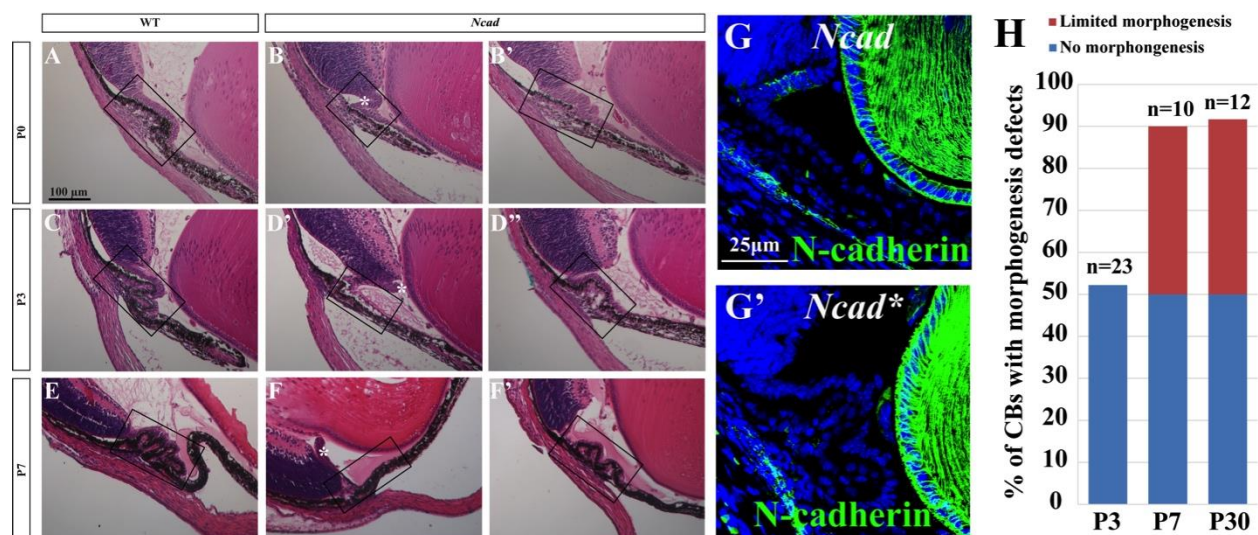 WT
Ncad
P0
A
100 μm
B
*
B'
P3
C
D'
*
D"
P7
E
F
*
F'
G
Ncad
25μm
N-cadherin
G'
Ncad*
N-cadherin
H
Limited morphogenesis
No morphongenesis
% of CBs with morphogenesis defects
100
90
80
70
60
50
40
30
20
10
0
n=23
n=10
n=12
P3 P7 P30